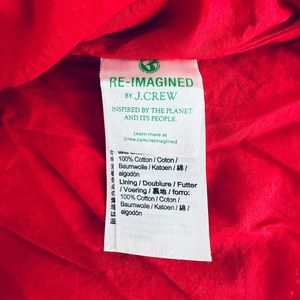 RE-IMAGINED
BY J.CREW
INSPIRED BY THE PLANET
AND ITS PEOPLE.
Learn more at
jcrew.com/reimagined
100% Cotton / Coton /
Baumwolle / Katoen / 綿 /
algodón
Lining / Doublure / Futter
/ Voering / 裏地 / forro:
100% Cotton / Coton /
Baumwolle / Katoen / 綿 /
algodón